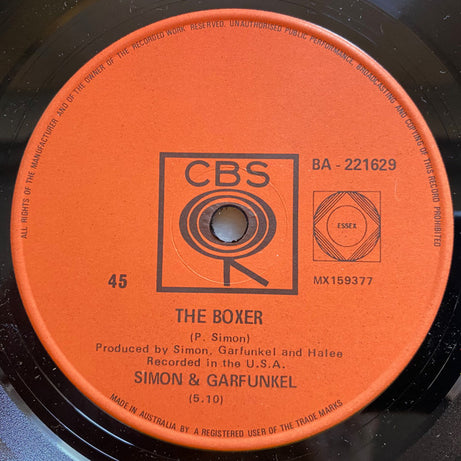 ALL RIGHTS OF THE MANUFACTURER AND OF THE OWNER OF THE RECORDED WORK RESERVED. UNAUTHORISED PUBLIC PERFORMANCE, BROADCASTING AND COPYING OF THIS RECORD PROHIBITED
CBS
BA - 221629
ESSEX
45
MX159377
THE BOXER
(P. Simon)
Produced by Simon, Garfunkel and Halee
Recorded in the U.S.A.
SIMON & GARFUNKEL
(5.10)
MADE IN AUSTRALIA BY A REGISTERED USER OF THE TRADE MARKS